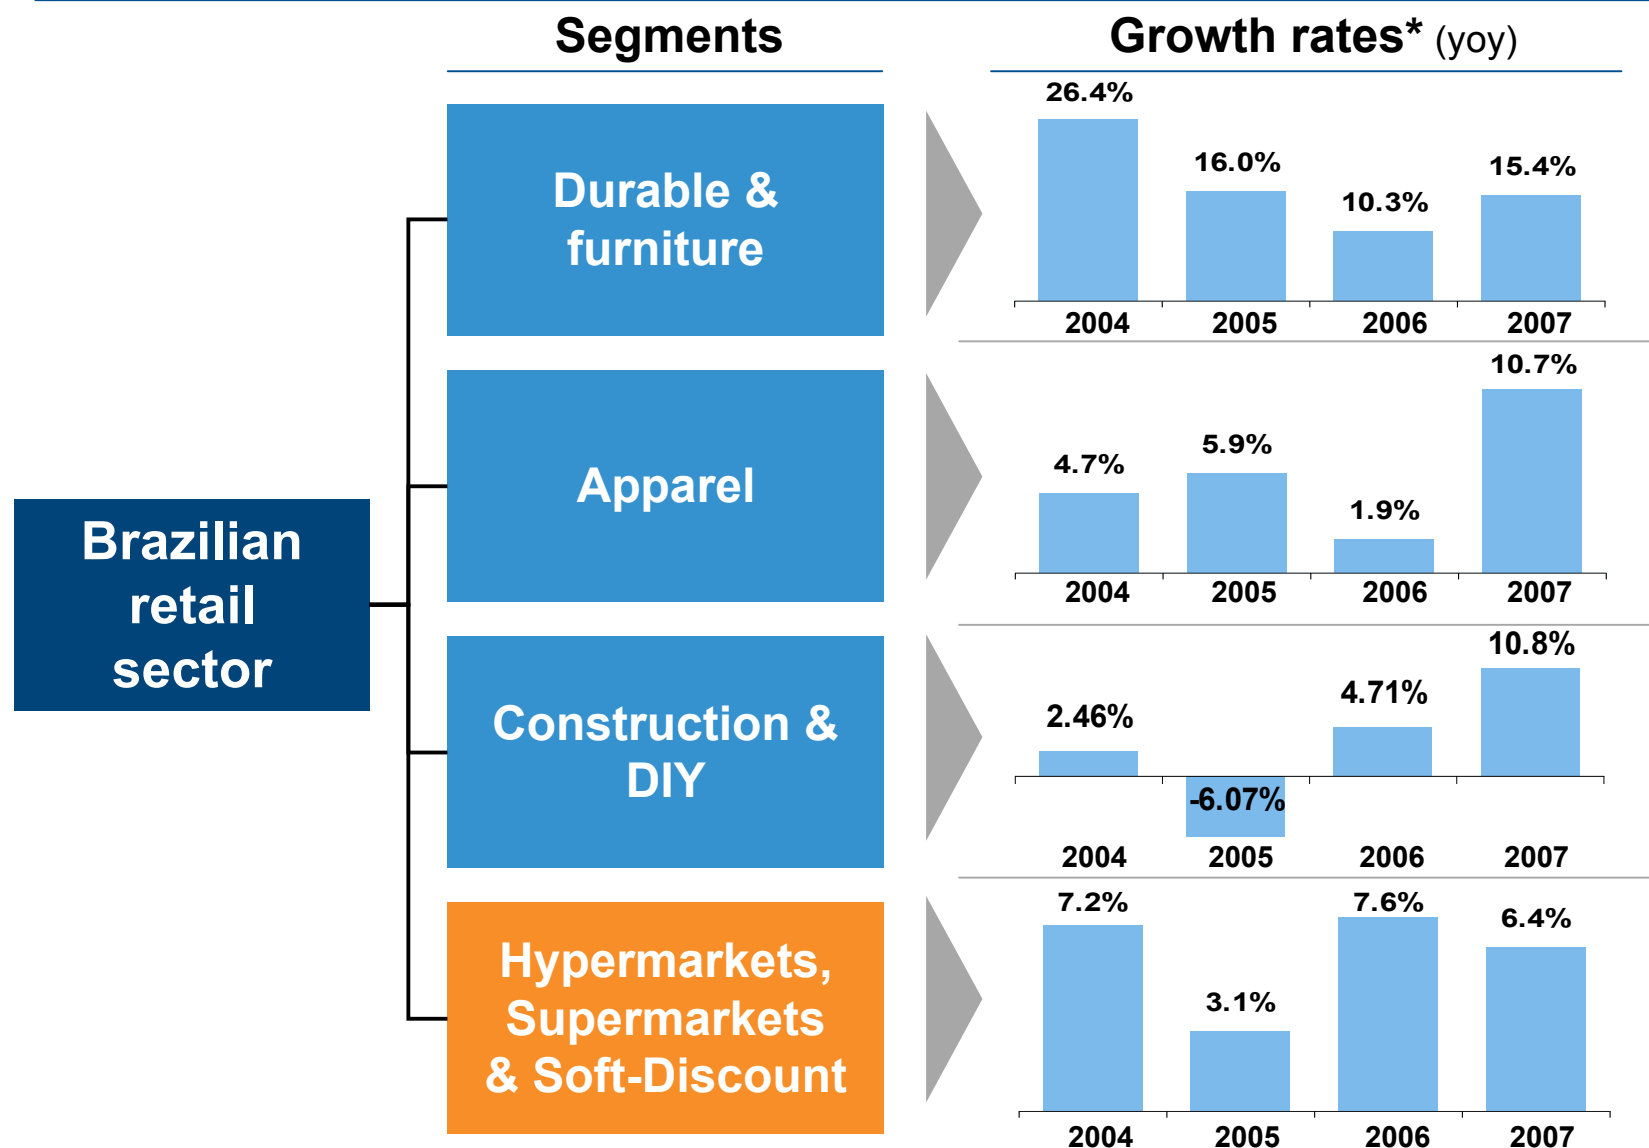 Segments
Growth rates* (yoy)
Brazilian
retail
sector
Durable &
furniture
26.4%
16.0%
10.3%
15.4%
2004
2005
2006
2007
Apparel
4.7%
5.9%
1.9%
10.7%
2004
2005
2006
2007
Construction &
DIY
2.46%
-6.07%
4.71%
10.8%
2004
2005
2006
2007
Hypermarkets,
Supermarkets
& Soft-Discount
7.2%
3.1%
7.6%
6.4%
2004
2005
2006
2007